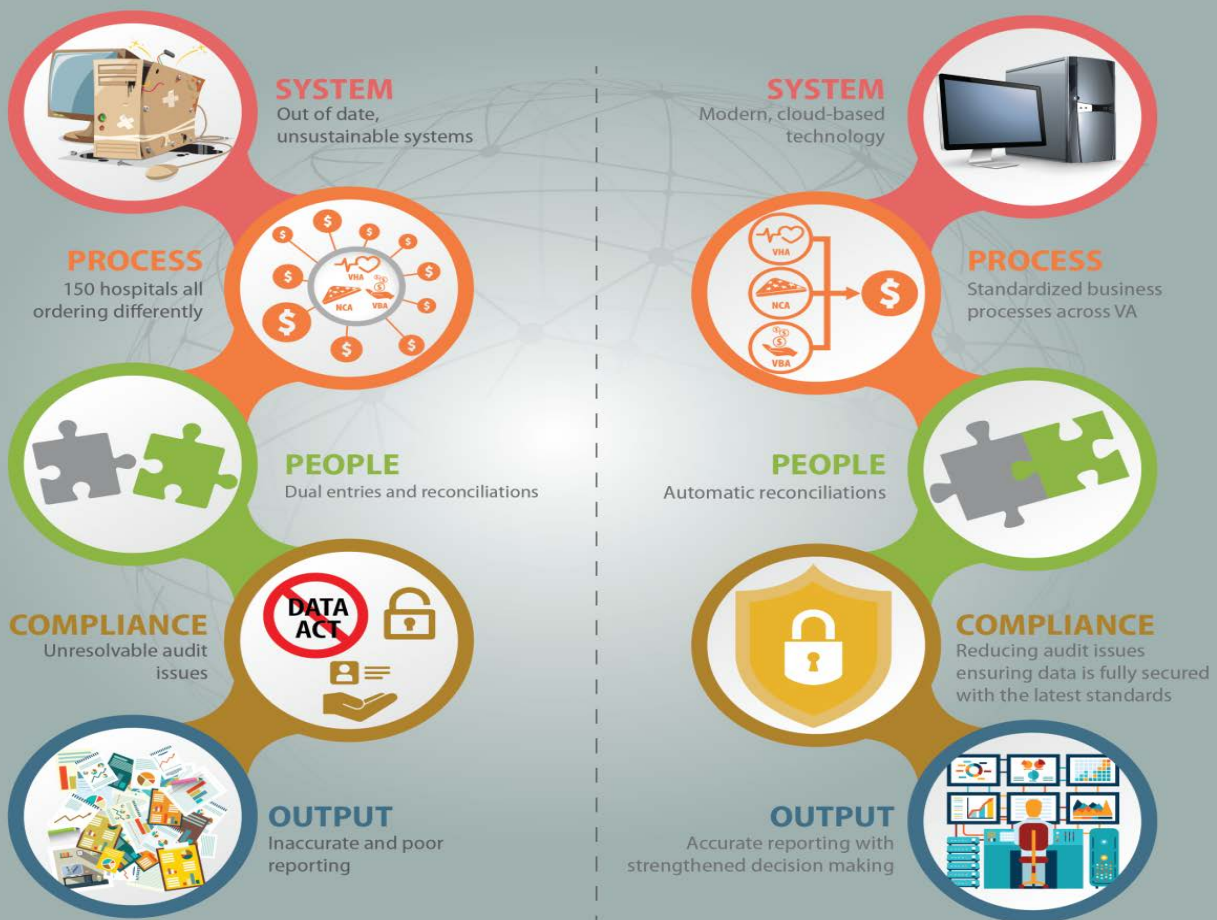 SYSTEM
Out of date,
unsustainable systems
PROCESS
150 hospitals all
ordering differently
$
$
$
$
$
$
$
$
$
$
VHA
NCA
VBA
PEOPLE
Dual entries and reconciliations
COMPLIANCE
Unresolvable audit
issues
DATA
ACT
OUTPUT
Inaccurate and poor
reporting
SYSTEM
Modern, cloud-based
technology
VHA
NCA
VBA
$
PROCESS
Standardized business
processes across VA
PEOPLE
Automatic reconciliations
COMPLIANCE
Reducing audit issues
ensuring data is fully secured
with the latest standards
OUTPUT
Accurate reporting with
strengthened decision making